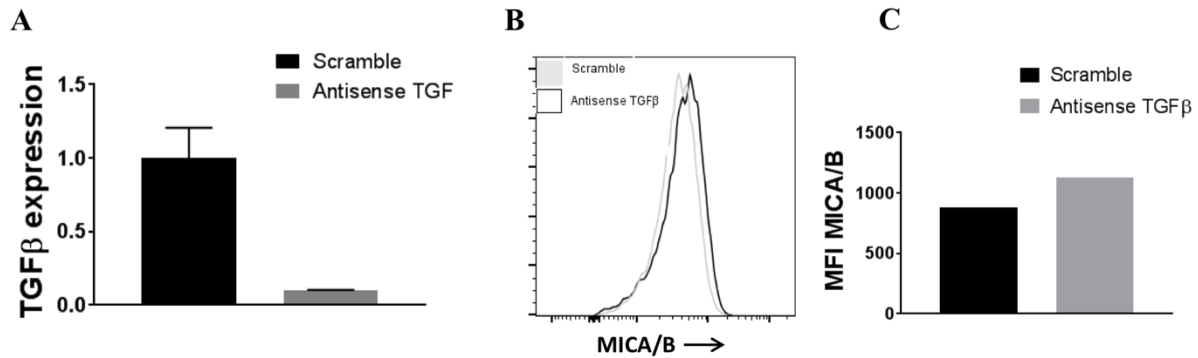 A
TGFβ expression
1.5
1.0
0.5
0.0
Scramble
Antisense TGF
B
Scramble
Antisense TGFβ
MICA/B
C
Scramble
Antisense TGFβ
MFI MICA/B
1500
1000
500
0